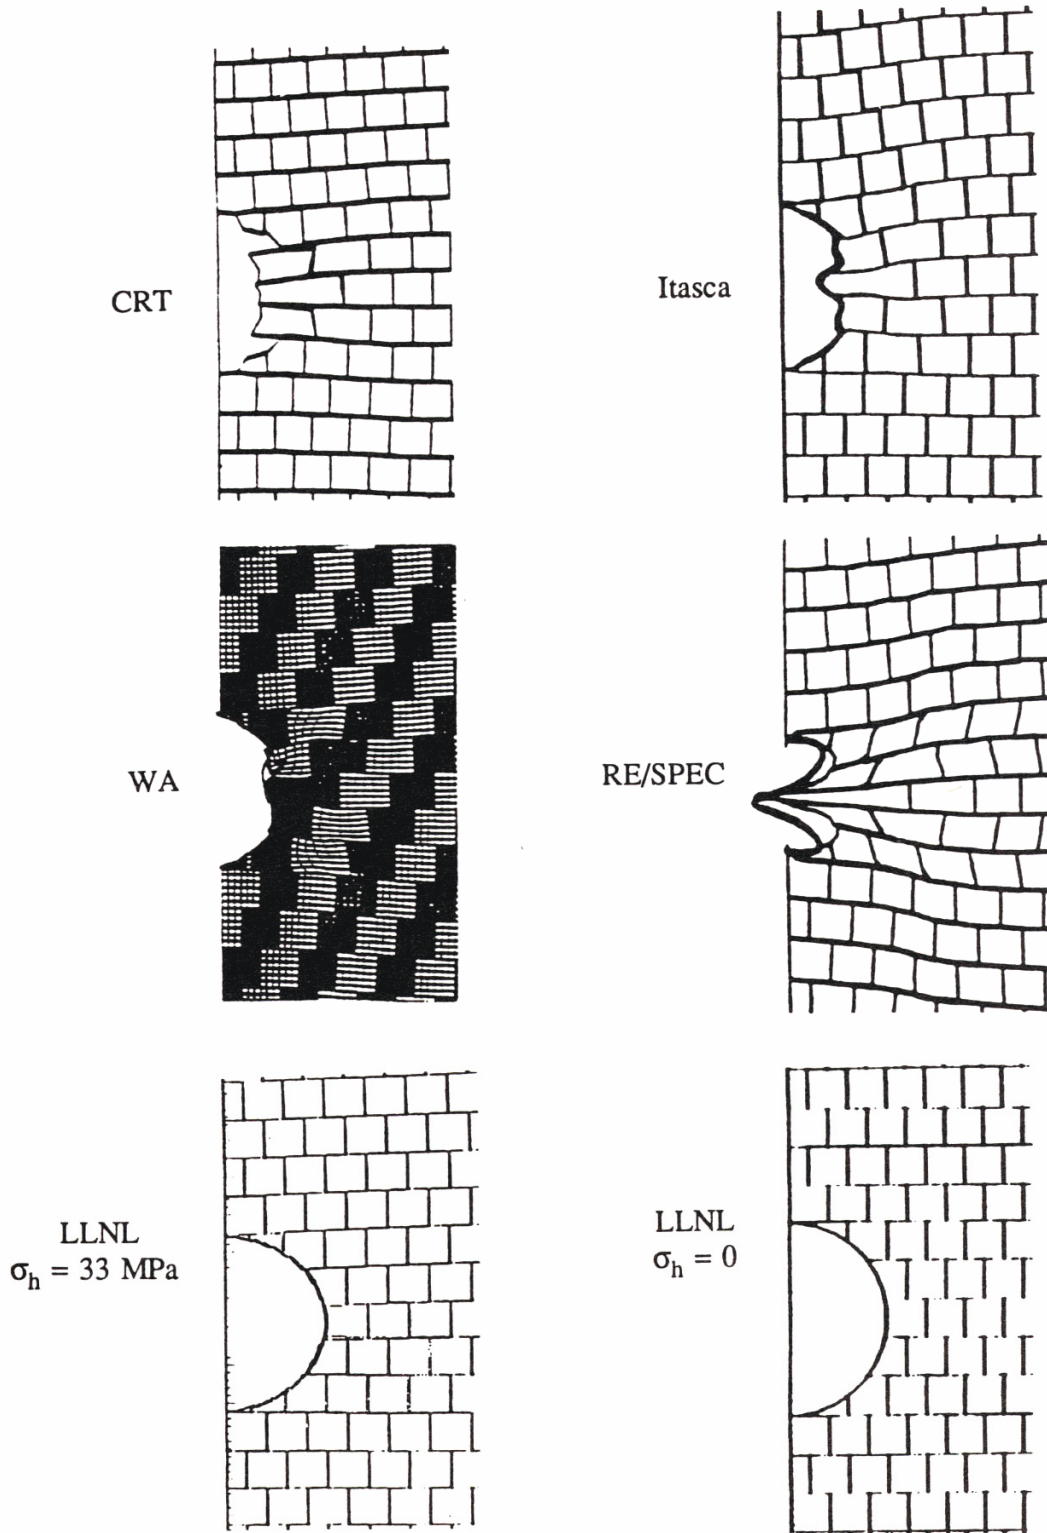 CRT
Itasca
WA
RE/SPEC
LLNL
σh = 33 MPa
LLNL
σh = 0